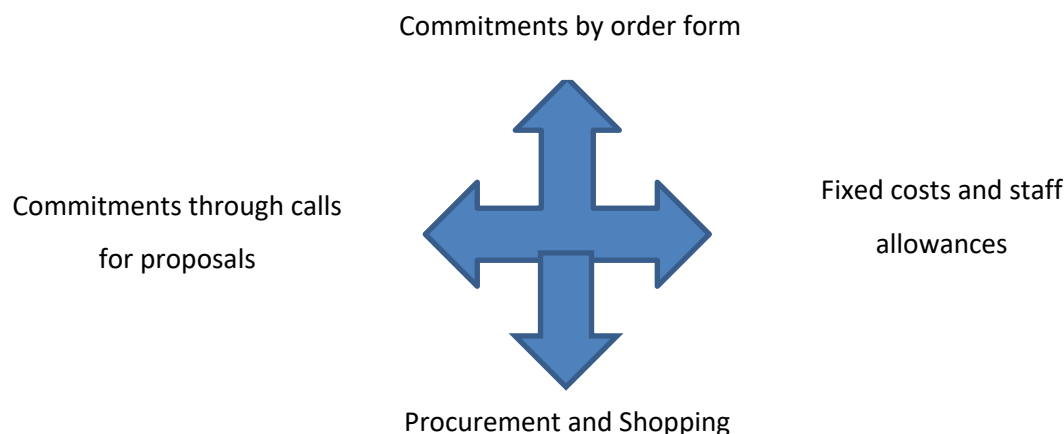 Commitments by order form
Commitments through calls
for proposals
Fixed costs and staff
allowances
Procurement and Shopping